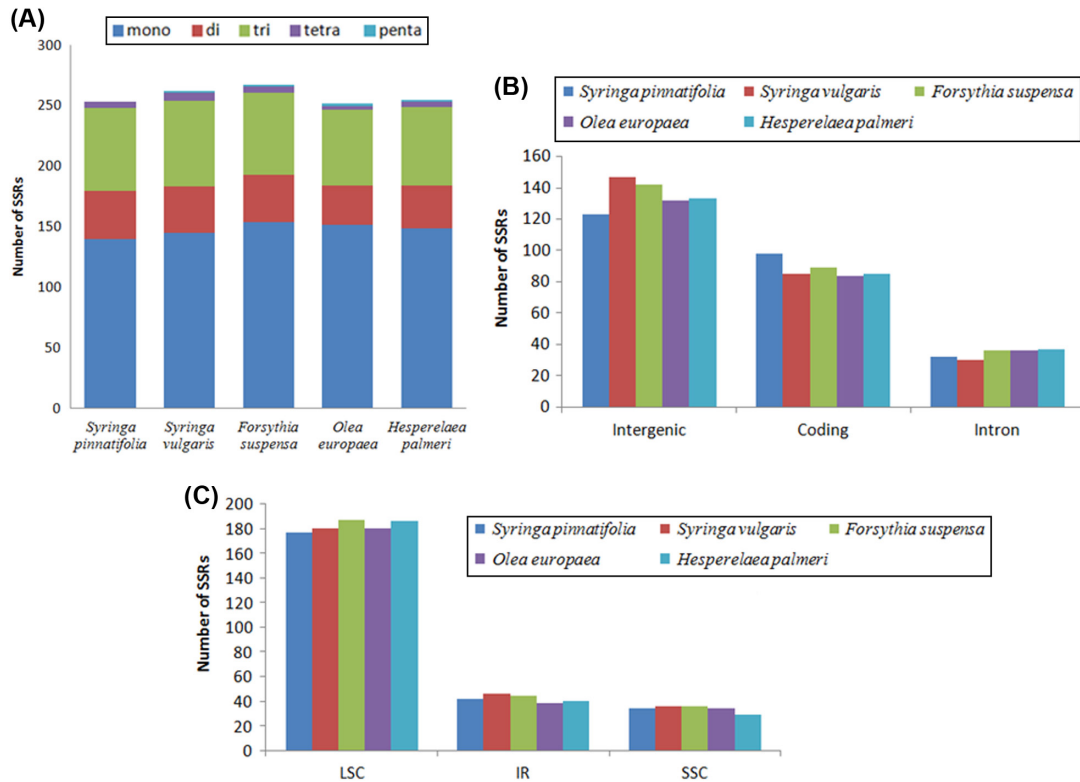 (A)
mono di tri tetra penta
Number of SSRs
300
250
200
150
100
50
0
Syringa pinnatifolia
Syringa vulgaris
Forsythia suspensa
Olea europaea
Hesperelaea palmeri
(B)
Syringa pinnatifolia Syringa vulgaris Forsythia suspensa
Olea europaea Hesperelaea palmeri
Number of SSRs
160
140
120
100
80
60
40
20
0
Intergenic Coding Intron
(C)
Syringa pinnatifolia Syringa vulgaris Forsythia suspensa
Olea europaea Hesperelaea palmeri
Number of SSRs
200
180
160
140
120
100
80
60
40
20
0
LSC IR SSC